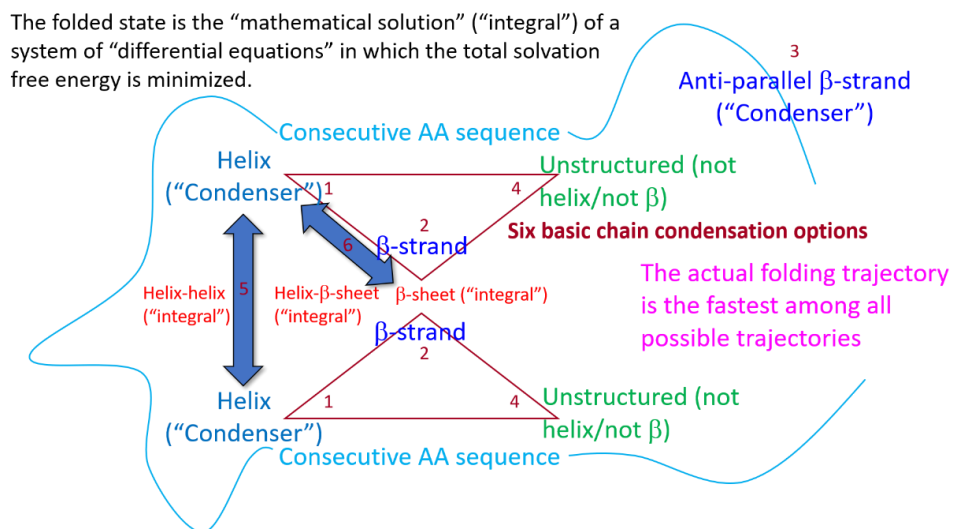 The folded state is the “mathematical solution” (“integral”) of a
system of “differential equations” in which the total solvation
free energy is minimized.
3
Anti-parallel β-strand
(“Condenser”)
Consecutive AA sequence
Helix
(“Condenser”)
1
4
Unstructured (not
helix/not β)
2
β-strand
Six basic chain condensation options
6
Helix-helix
(“integral”)
5
Helix-β-sheet
(“integral”)
β-sheet (“integral”)
The actual folding trajectory
is the fastest among all
possible trajectories
β-strand
2
Helix
(“Condenser”)
1
4
Unstructured (not
helix/not β)
Consecutive AA sequence